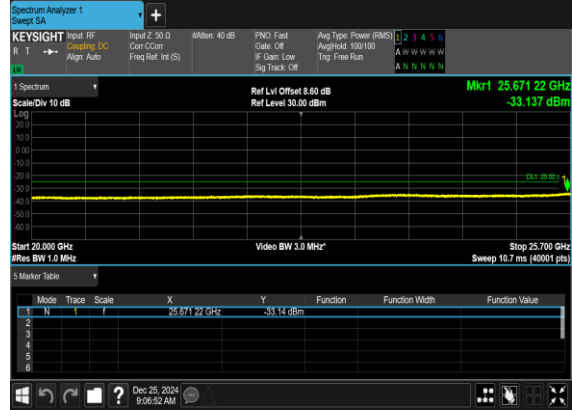 Spectrum Analyzer 1
Swept SA
+
KEYSIGHT Input: RF Input Z: 50 Ω #Atten: 40 dB PNO: Fast Avg Type: Power (RMS) 1 2 3 4 5 6
R T Coupling: DC Corr CCorr Gate: Off Avg|Hold: 100/100 A W W W W W
Align: Auto Freq Ref: Int (S) IF Gain: Low Trig: Free Run
Sig Track: Off A N N N N N
1 Spectrum Ref Lvl Offset 8.60 dB Mkr1 25.671 22 GHz
Scale/Div 10 dB Ref Level 30.00 dBm -33.137 dBm
Log
20.0
10.0
0.00
-10.0
-20.0
DL1 -25.00
-30.0
-40.0
-50.0
-60.0
Start 20.000 GHz Video BW 3.0 MHz* Stop 25.700 GHz
#Res BW 1.0 MHz Sweep 10.7 ms (40001 pts)
5 Marker Table
Mode Trace Scale X Y Function Function Width Function Value
1 N 1 f 25.671 22 GHz -33.14 dBm
2
3
4
5
6
? Dec 25, 2024
9:06:52 AM